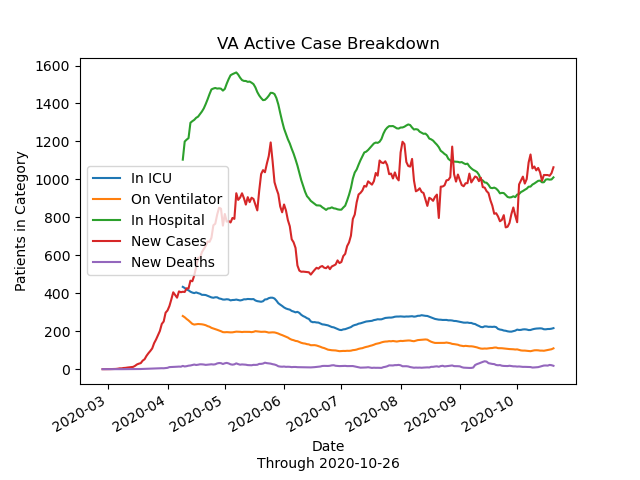 VA Active Case Breakdown
1600
1400
1200
1000
800
600
400
200
0
Patients in Category
In ICU
On Ventilator
In Hospital
New Cases
New Deaths
2020-03
2020-04
2020-05
2020-06
2020-07
2020-08
2020-09
2020-10
Date
Through 2020-10-26